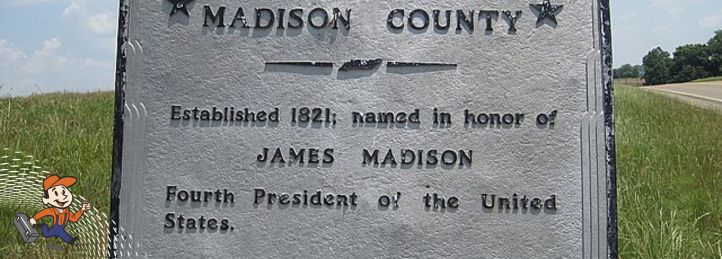 MADISON COUNTY
Established 1821; named in honor of
JAMES MADISON
Fourth President of the United
States.